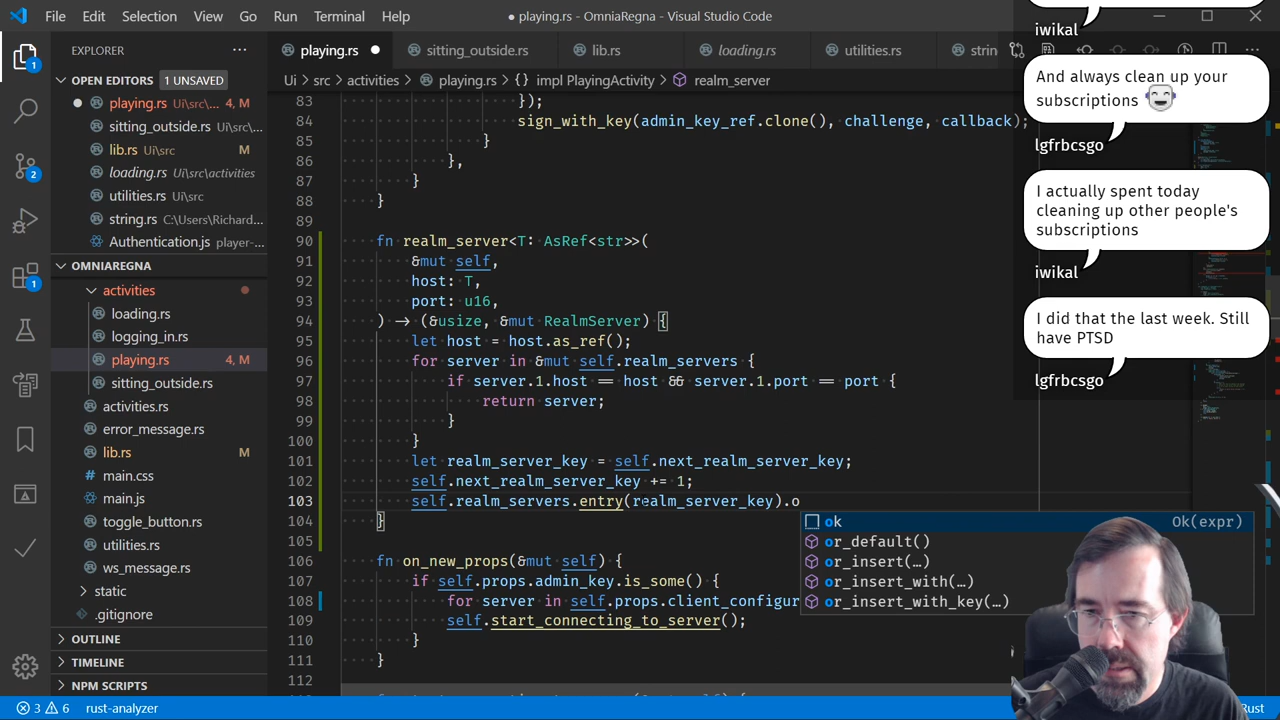 File Edit Selection View Go Run Terminal Help
● playing.rs - OmniaRegna - Visual Studio Code
EXPLORER
OPEN EDITORS 1 UNSAVED
playing.rs Ui\src\... 4, M
sitting_outside.rs Ui\sr...
lib.rs Ui\src M
loading.rs Ui\src\activities
utilities.rs Ui\src
string.rs C:\Users\Richard...
Authentication.js player-...
OMNIAREGNA
activities
loading.rs
logging_in.rs
playing.rs 4, M
sitting_outside.rs
activities.rs
error_message.rs
lib.rs M
main.css
main.js
toggle_button.rs
utilities.rs
ws_message.rs
static
.gitignore
OUTLINE
TIMELINE
NPM SCRIPTS
1
2
1
playing.rs sitting_outside.rs lib.rs loading.rs utilities.rs strin
Ui > src > activities > playing.rs > {} impl PlayingActivity > realm_server
83 });
84 sign_with_key(admin_key_ref.clone(), challenge, callback);
85 }
86 },
87 }
88 }
89
90 fn realm_server<T: AsRef<str>>(
91 &mut self,
92 host: T,
93 port: u16,
94 ) → (&usize, &mut RealmServer) {
95 let host = host.as_ref();
96 for server in &mut self.realm_servers {
97 if server.1.host == host && server.1.port == port {
98 return server;
99 }
100 }
101 let realm_server_key = self.next_realm_server_key;
102 self.next_realm_server_key += 1;
103 self.realm_servers.entry(realm_server_key).o
104 }
105
106 fn on_new_props(&mut self) {
107 if self.props.admin_key.is_some() {
108 for server in self.props.client_configur
109 self.start_connecting_to_server();
110 }
111 }
112
ok Ok(expr)
or_default()
or_insert(…)
or_insert_with(…)
or_insert_with_key(…)
iwikal
And always clean up your
subscriptions
lgfrbcsgo
I actually spent today
cleaning up other people's
subscriptions
iwikal
I did that the last week. Still
have PTSD
lgfrbcsgo
3 6 rust-analyzer
Rust